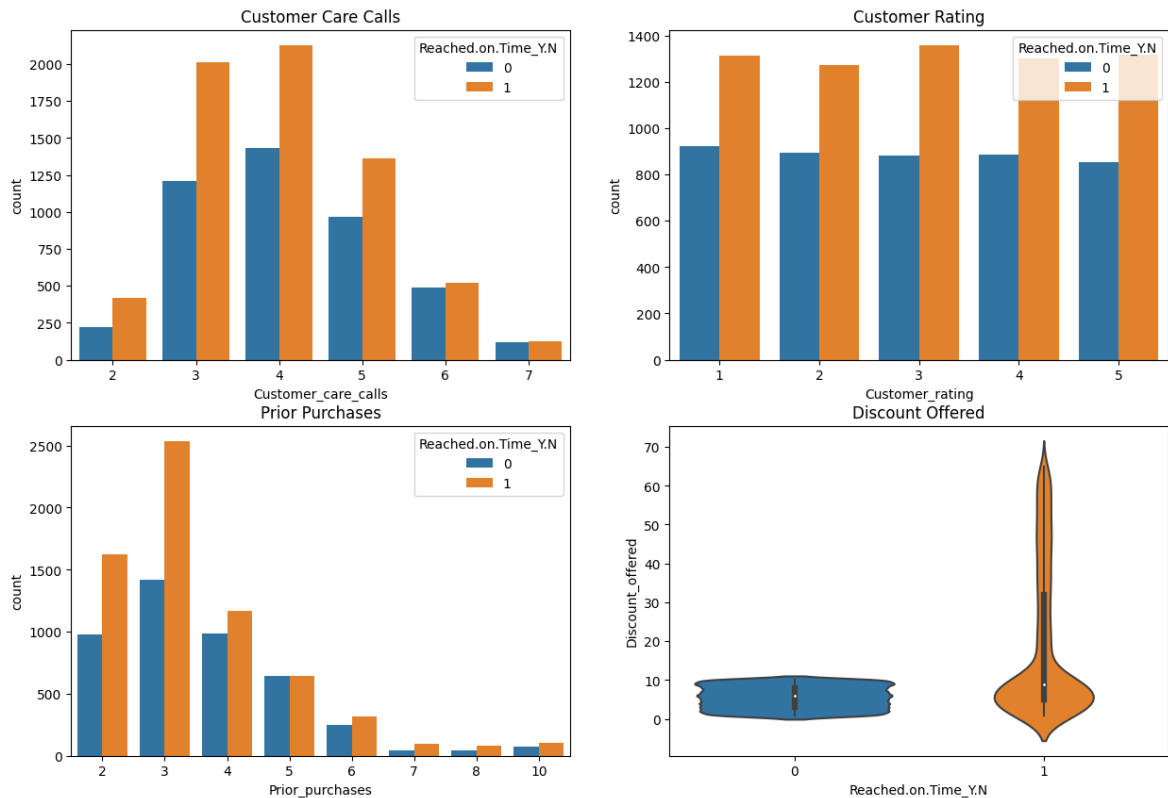 Customer Care Calls
Reached.on.Time_Y.N
0
1
2000
1750
1500
1250
1000
750
500
250
0
count
2 3 4 5 6 7
Customer_care_calls
Customer Rating
Reached.on.Time_Y.N
0
1
1400
1200
1000
800
600
400
200
0
count
1 2 3 4 5
Customer_rating
Prior Purchases
Reached.on.Time_Y.N
0
1
2500
2000
1500
1000
500
0
count
2 3 4 5 6 7 8 10
Prior_purchases
Discount Offered
70
60
50
40
30
20
10
0
Discount_offered
0 1
Reached.on.Time_Y.N